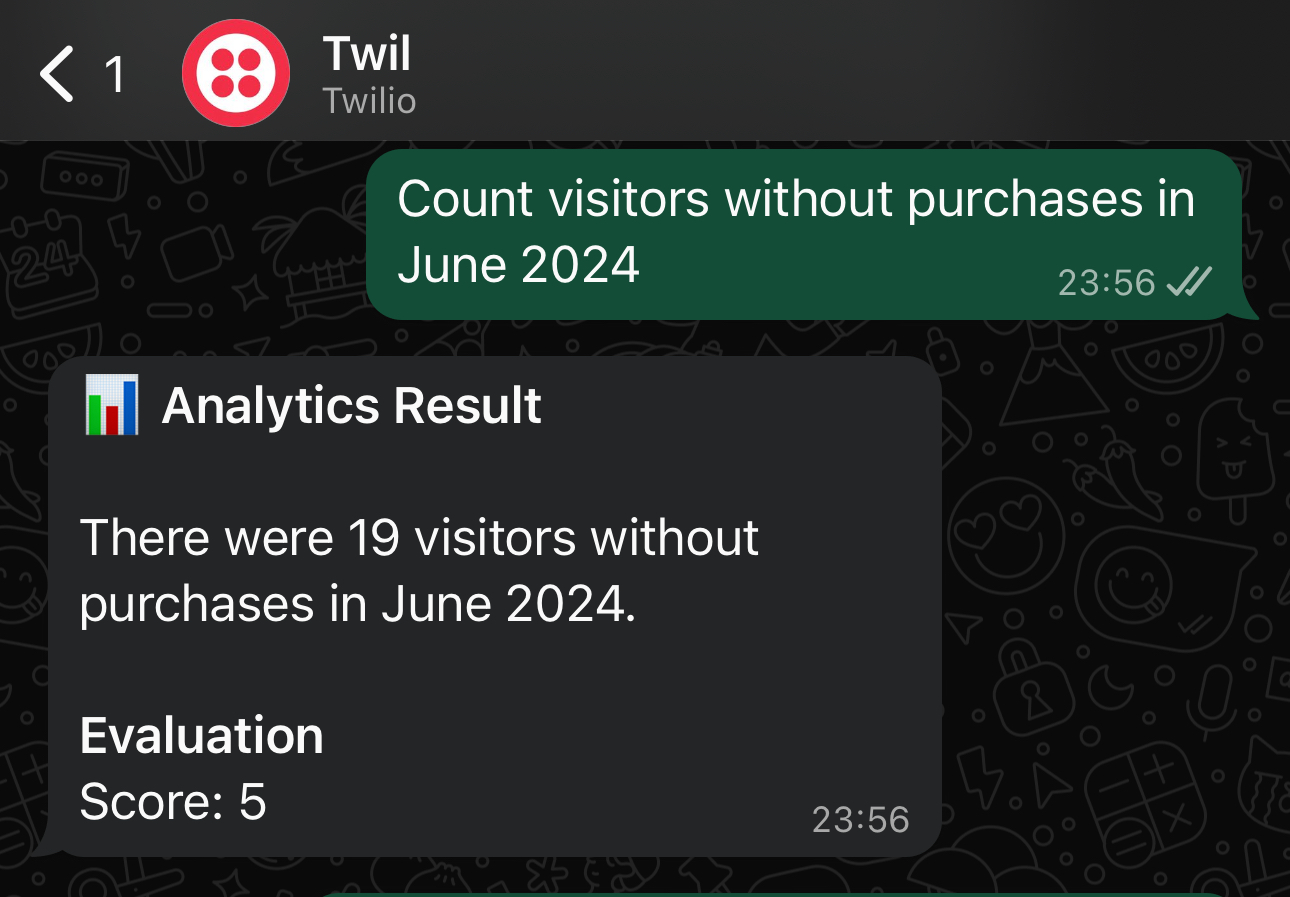 1
Twil
Twilio
Count visitors without purchases in
June 2024
23:56
24
📊 Analytics Result
There were 19 visitors without
purchases in June 2024.
Evaluation
Score: 5
23:56